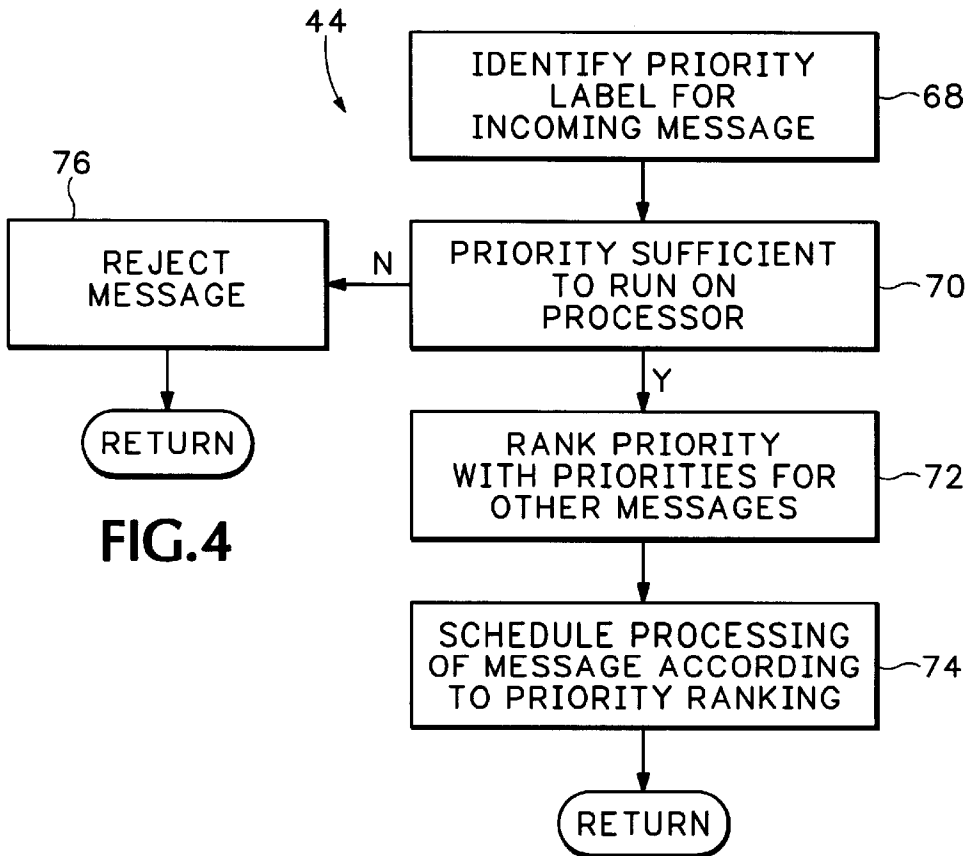 44
IDENTIFY PRIORITY
LABEL FOR
INCOMING MESSAGE
68
76
REJECT
MESSAGE
N
PRIORITY SUFFICIENT
TO RUN ON
PROCESSOR
70
Y
RETURN
RANK PRIORITY
WITH PRIORITIES FOR
OTHER MESSAGES
72
FIG.4
SCHEDULE PROCESSING
OF MESSAGE ACCORDING
TO PRIORITY RANKING
74
RETURN